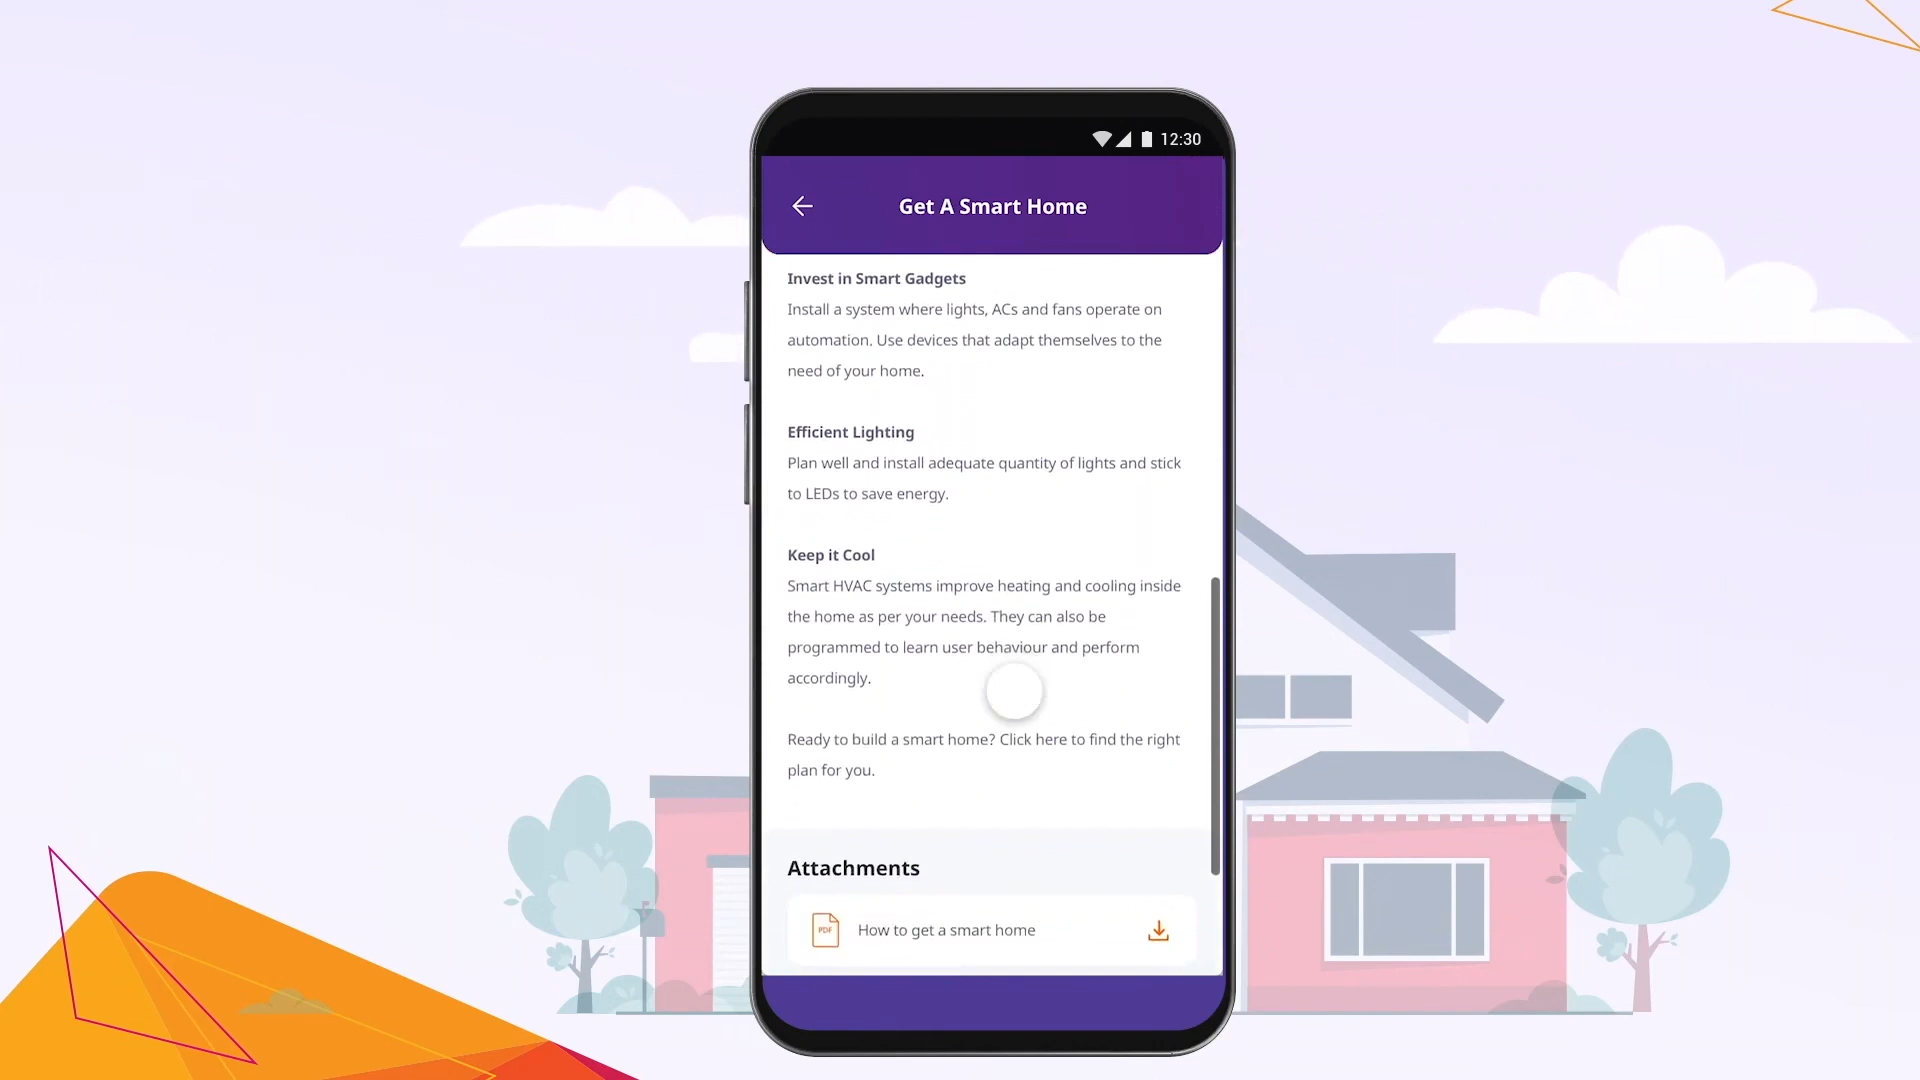 12:30
Get A Smart Home
Invest in Smart Gadgets
Install a system where lights, ACs and fans operate on
automation. Use devices that adapt themselves to the
need of your home.
Efficient Lighting
Plan well and install adequate quantity of lights and stick
to LEDs to save energy.
Keep it Cool
Smart HVAC systems improve heating and cooling inside
the home as per your needs. They can also be
programmed to learn user behaviour and perform
accordingly.
Ready to build a smart home? Click here to find the right
plan for you.
Attachments
PDF
How to get a smart home